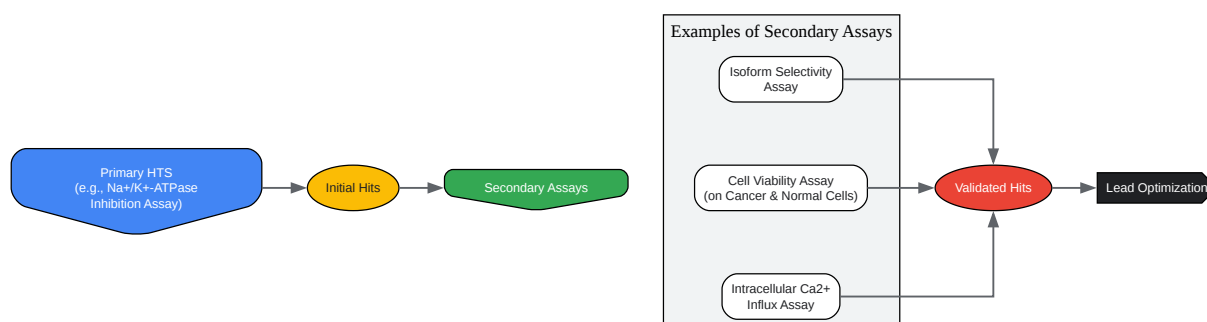 Primary HTS
(e.g., Na+/K+-ATPase
Inhibition Assay)
Initial Hits
Secondary Assays
Examples of Secondary Assays
Isoform Selectivity
Assay
Cell Viability Assay
(on Cancer & Normal Cells)
Intracellular Ca2+
Influx Assay
Validated Hits
Lead Optimization